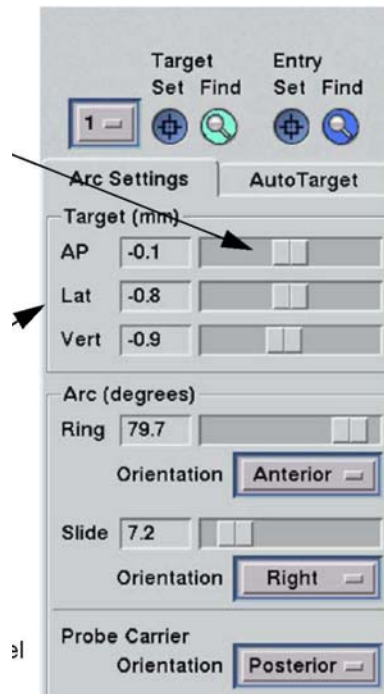 Target Entry
Set Find Set Find
1
Arc Settings AutoTarget
Target (mm)
AP -0.1
Lat -0.8
Vert -0.9
Arc (degrees)
Ring 79.7
Orientation Anterior
Slide 7.2
Orientation Right
Probe Carrier
el
Orientation Posterior